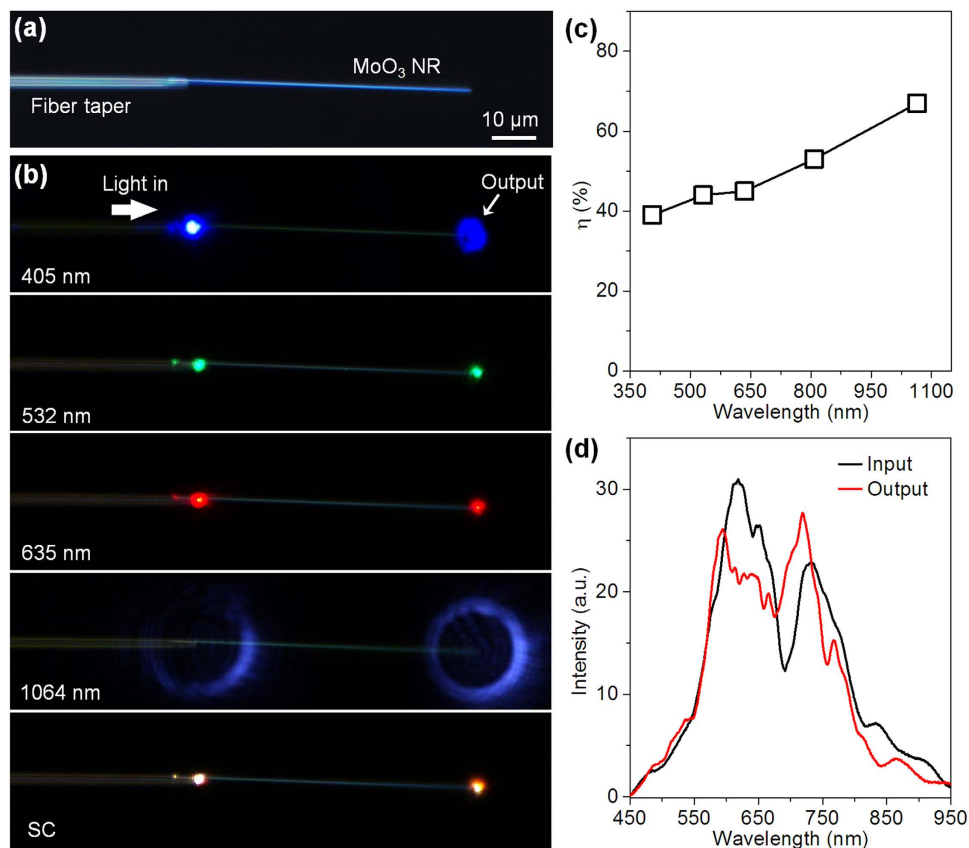 (a)
MoO₃ NR
Fiber taper
10 μm
(b)
Light in
Output
405 nm
532 nm
635 nm
1064 nm
SC
(c)
80
60
40
20
0
η (%)
350 500 650 800 950 1100
Wavelength (nm)
(d)
Input
Output
30
20
10
0
Intensity (a.u.)
450 550 650 750 850 950
Wavelength (nm)